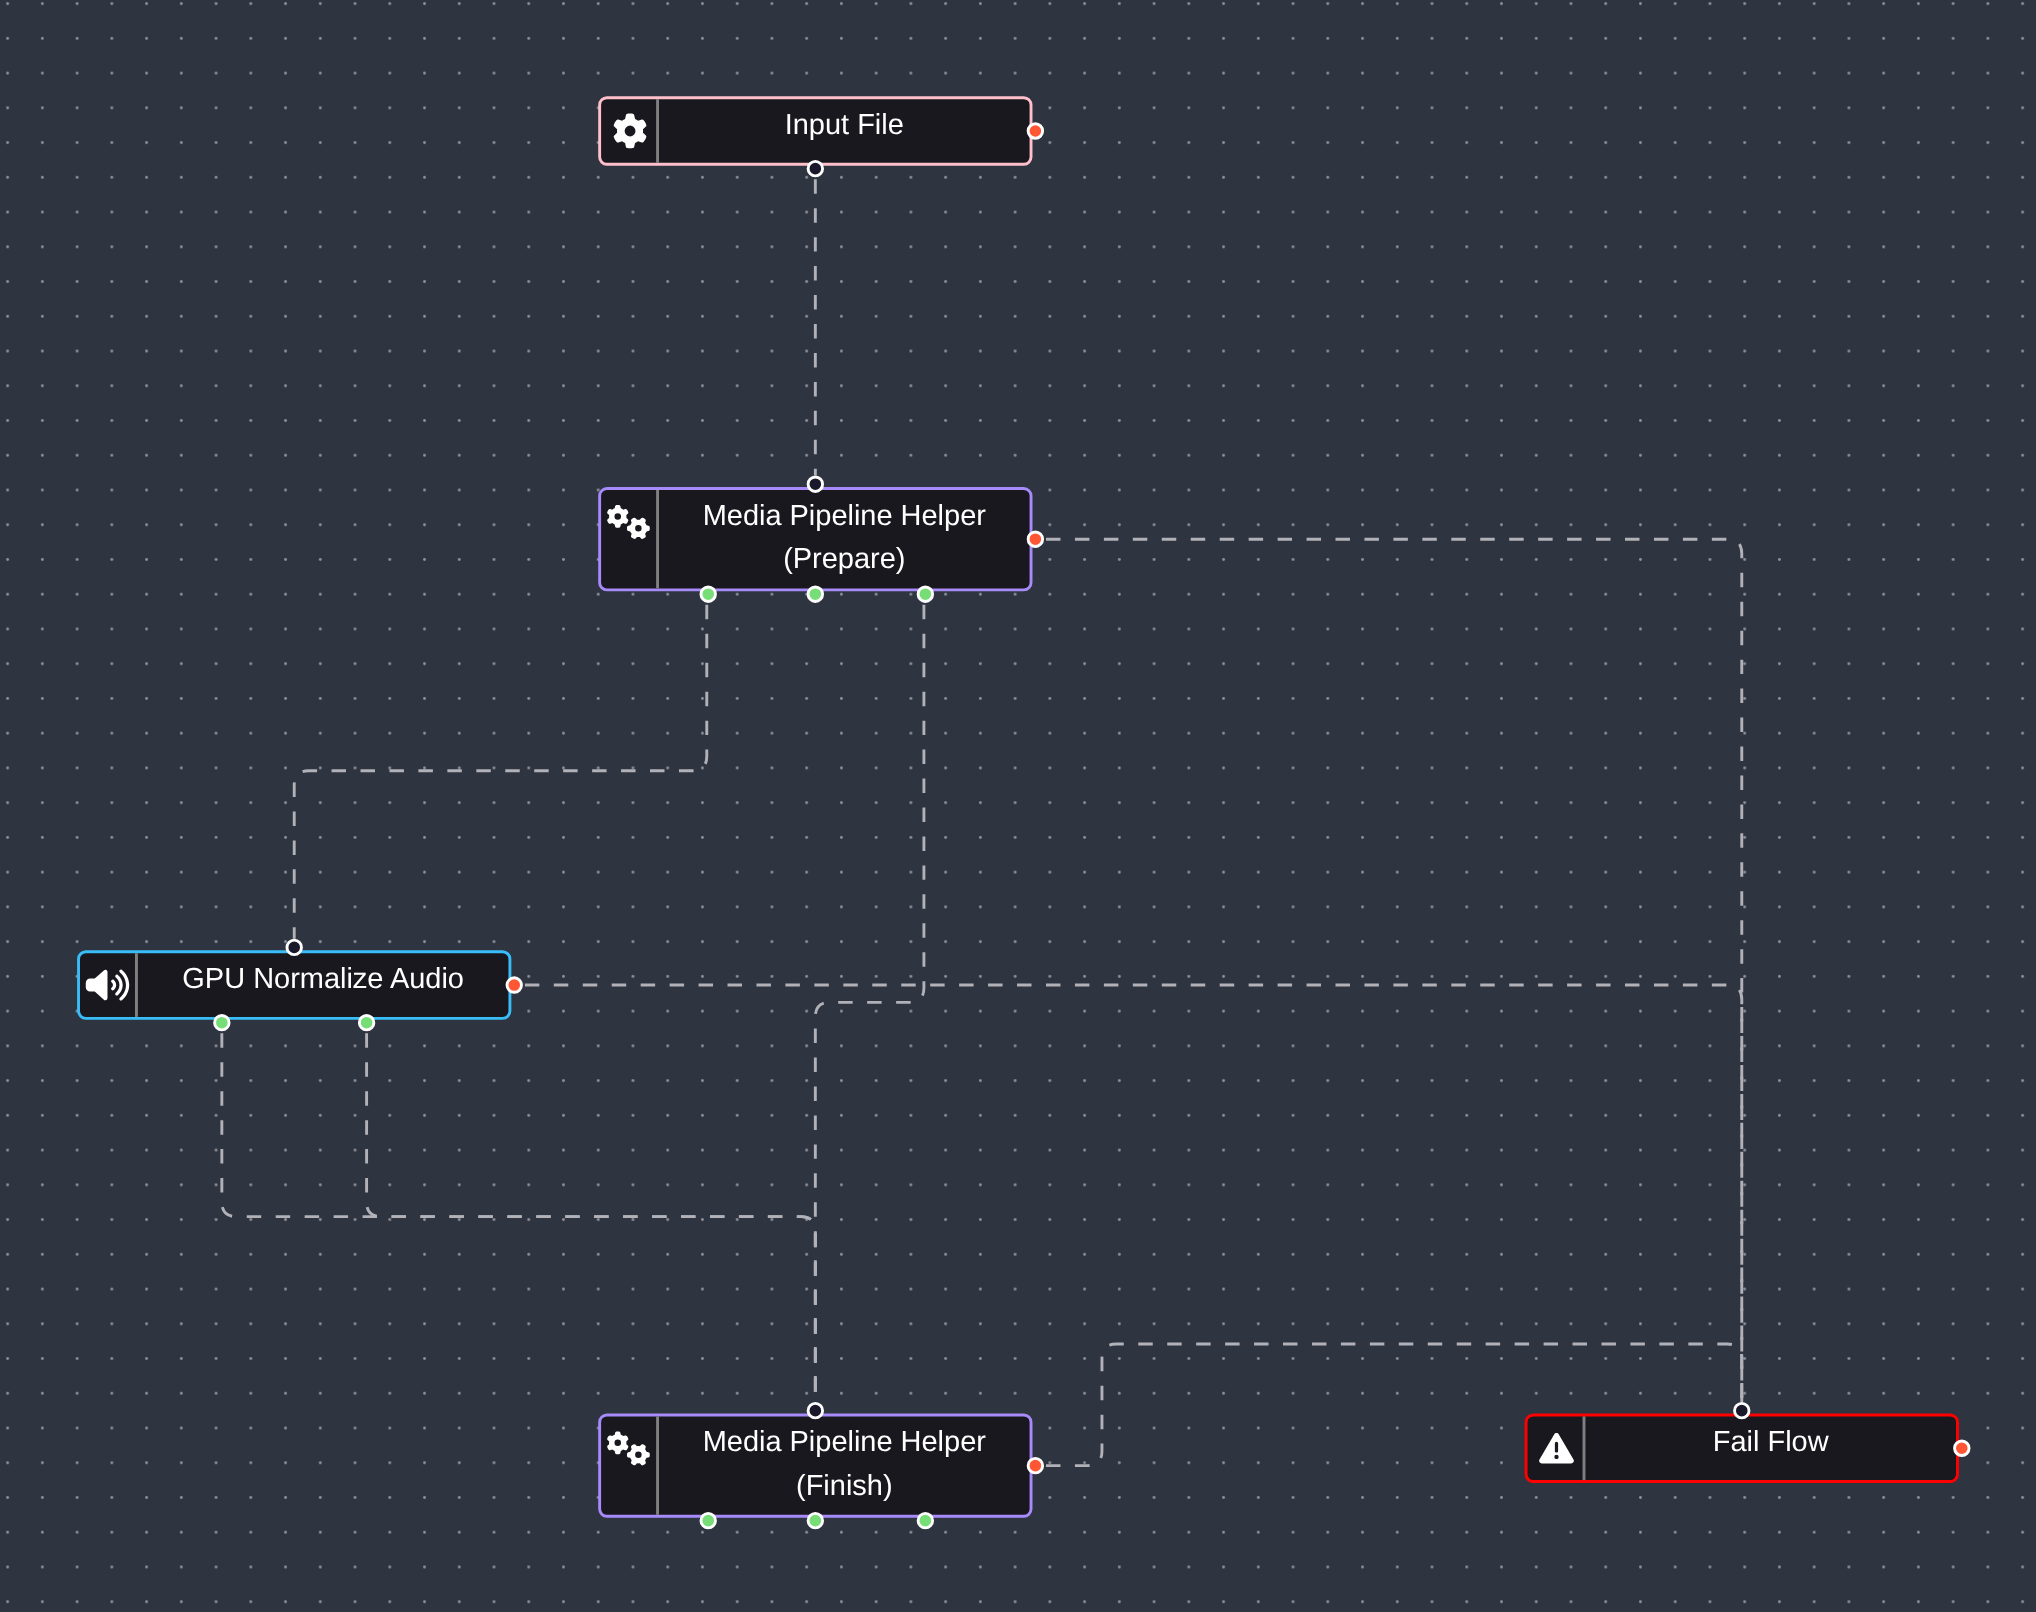 Input File
Media Pipeline Helper
(Prepare)
GPU Normalize Audio
Media Pipeline Helper
(Finish)
Fail Flow